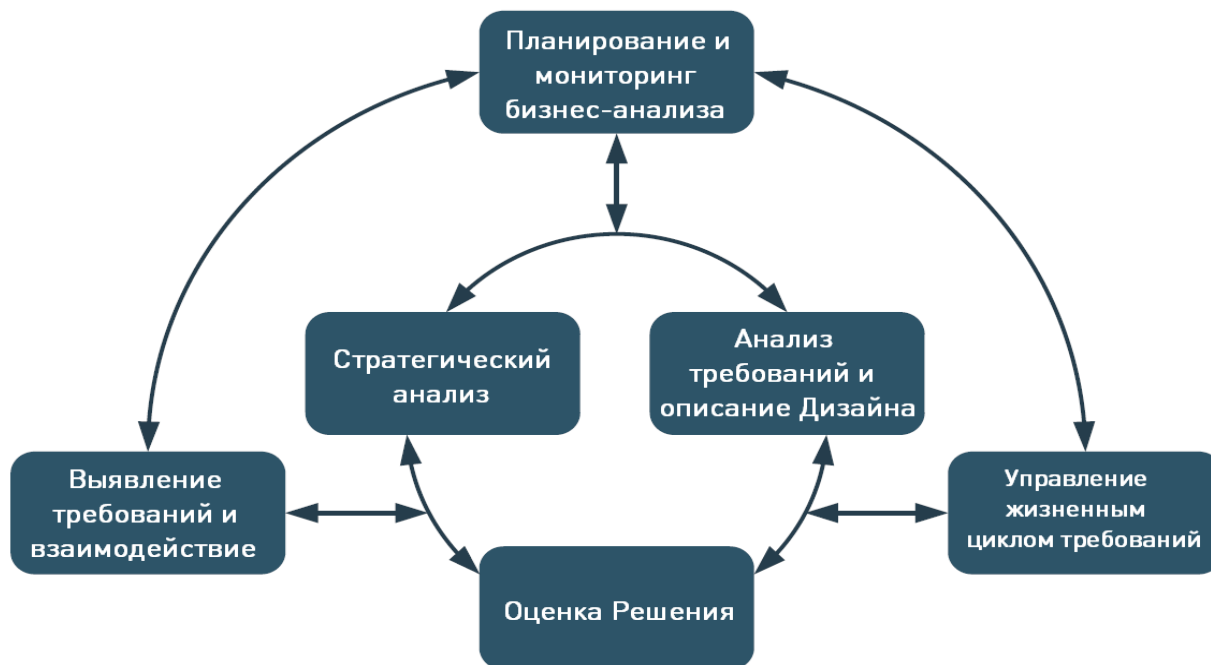 Планирование и
мониторинг
бизнес-анализа
Стратегический
анализ
Анализ
требований и
описание Дизайна
Выявление
требований и
взаимодействие
Управление
жизненным
циклом требований
Оценка Решения